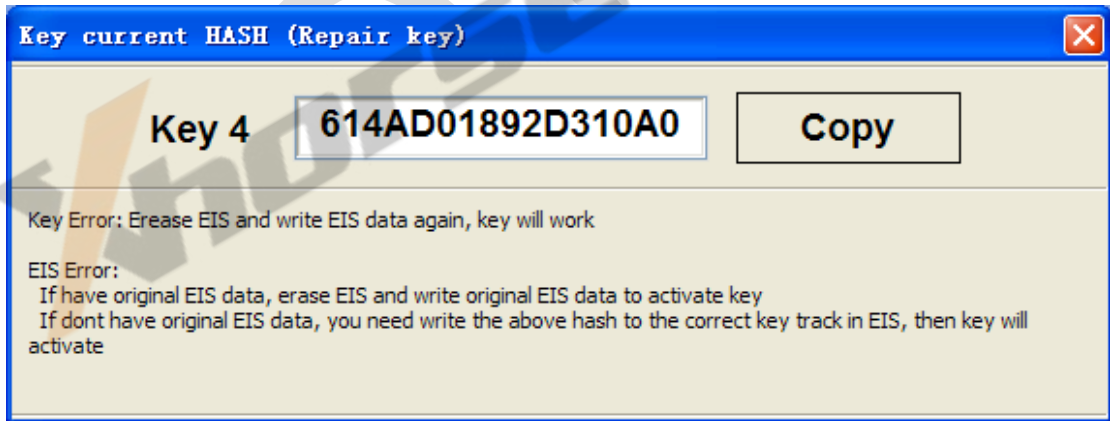 Key current HASH (Repair key)
Key 4 614AD01892D310A0 Copy
Key Error: Erease EIS and write EIS data again, key will work
EIS Error:
If have original EIS data, erase EIS and write original EIS data to activate key
If dont have original EIS data, you need write the above hash to the correct key track in EIS, then key will
activate
Vhorse